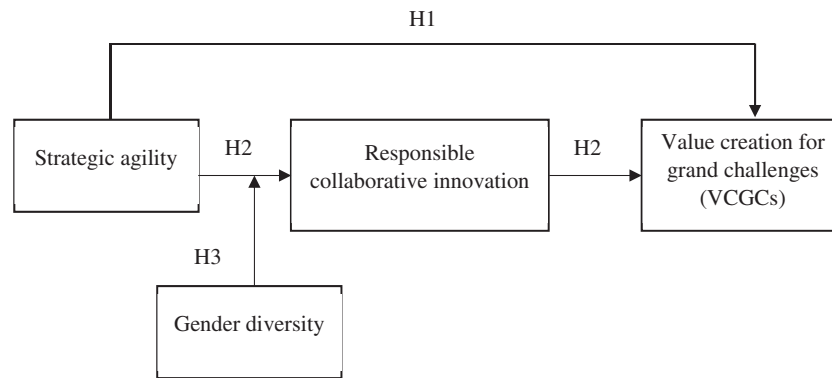 H1
Strategic agility
H2
Responsible
collaborative innovation
H2
Value creation for
grand challenges
(VCGCs)
H3
Gender diversity